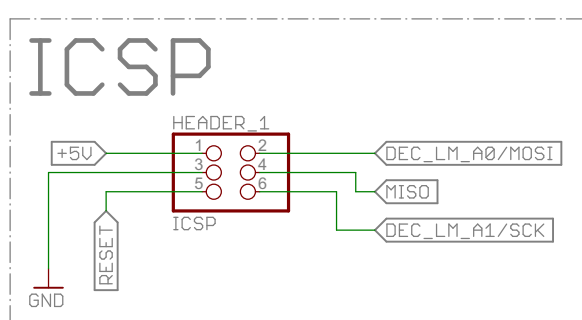 ICSP
HEADER_1
+5V
1
2
DEC_LM_A0/MOSI
3
4
MISO
5
6
DEC_LM_A1/SCK
RESET
ICSP
GND